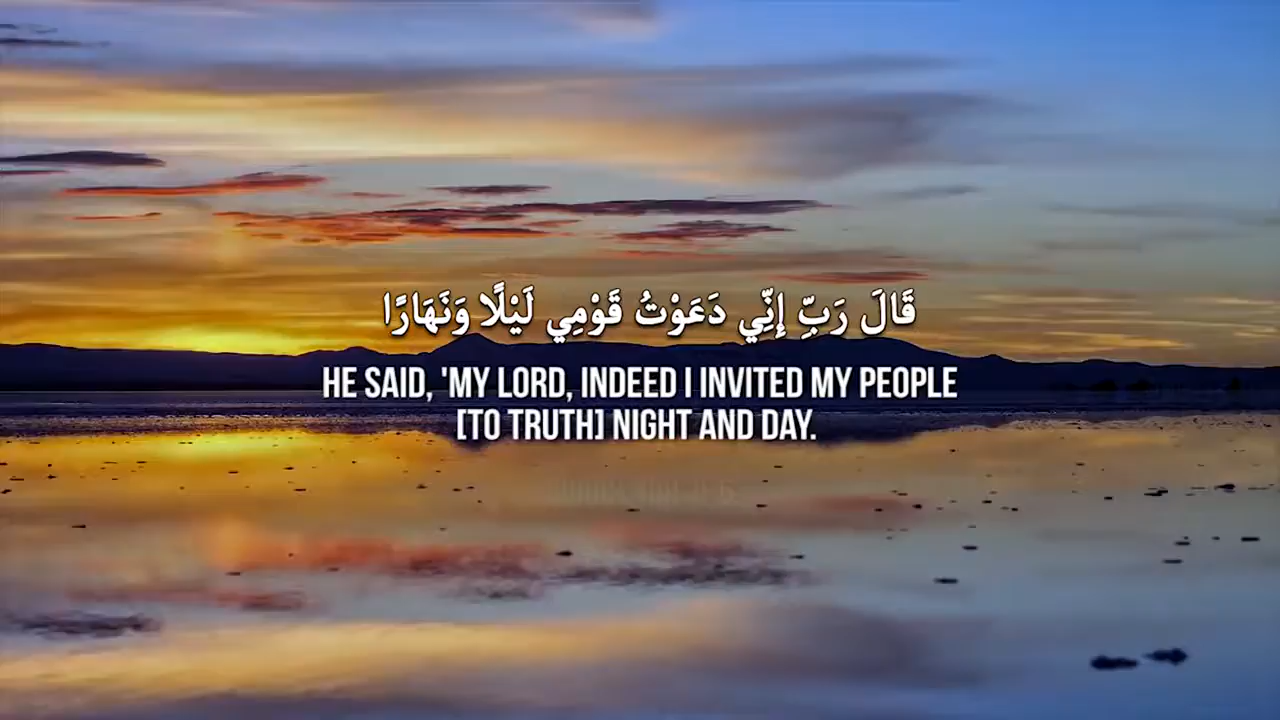 قَالَ رَبِّ إِنِّي دَعَوْتُ قَوْمِي لَيْلًا وَنَهَارًا
HE SAID, 'MY LORD, INDEED I INVITED MY PEOPLE
[TO TRUTH] NIGHT AND DAY.